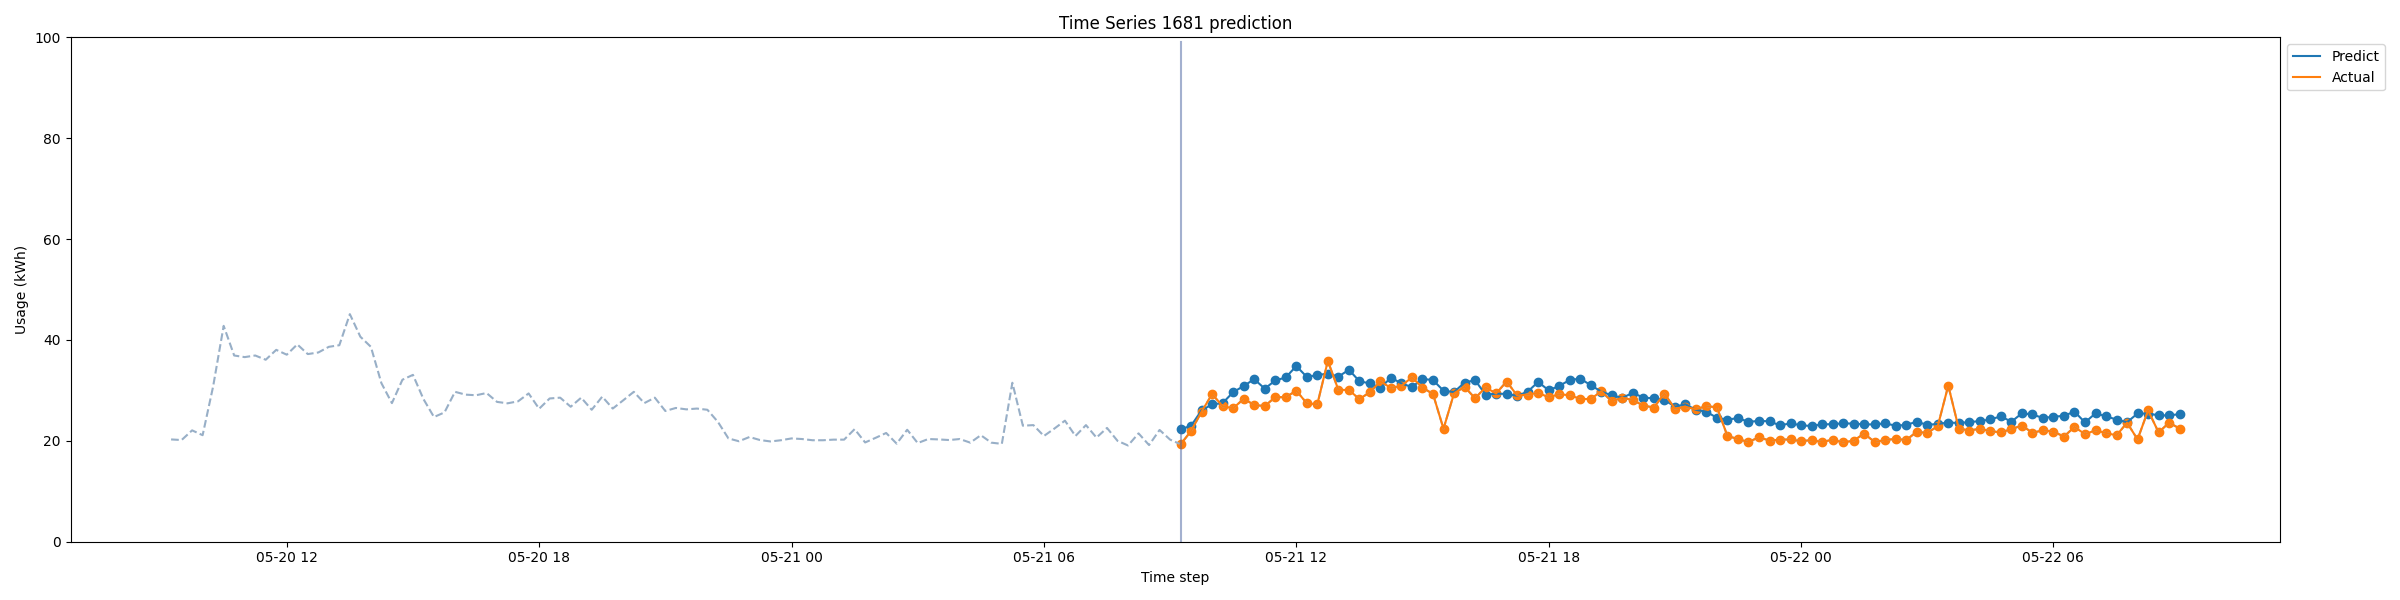 Time Series 1681 prediction
100
80
60
40
20
0
Usage (kWh)
05-20 12
05-20 18
05-21 00
05-21 06
05-21 12
05-21 18
05-22 00
05-22 06
Time step
Predict
Actual